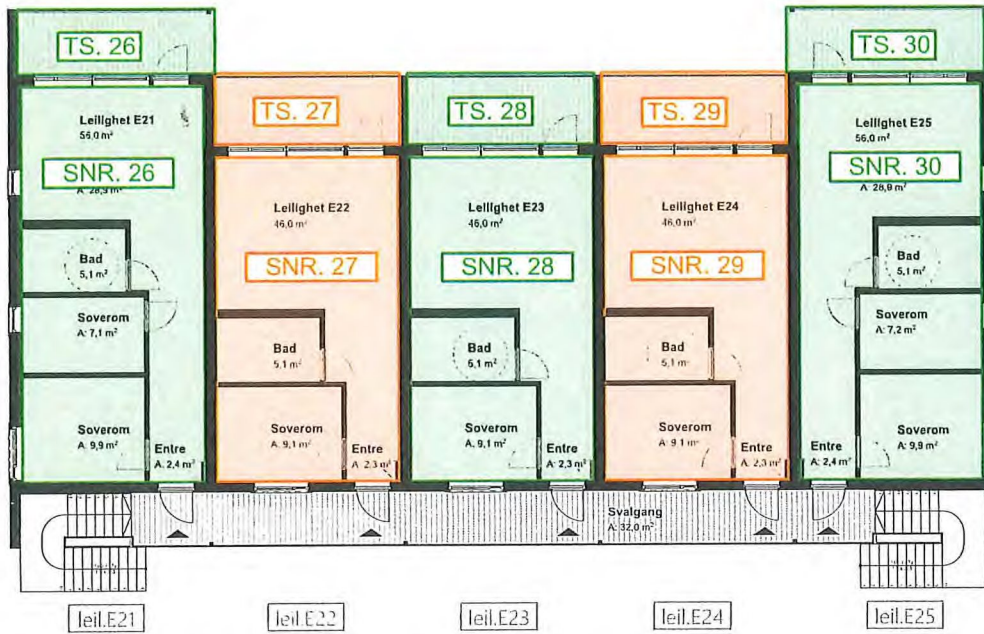 TS. 26
TS. 27
TS. 28
TS. 29
TS. 30
Leilighet E21
56,0 m²
SNR. 26
A: 28,9 m²
Bad
5,1 m²
Soverom
A: 7,1 m²
Soverom
A: 9,9 m²
Entre
A: 2,4 m²
Leilighet E22
46,0 m²
SNR. 27
Bad
5,1 m²
Soverom
A: 9,1 m²
Entre
A: 2,3 m²
Leilighet E23
46,0 m²
SNR. 28
Bad
5,1 m²
Soverom
A: 9,1 m²
Entre
A: 2,3 m²
Leilighet E24
46,0 m²
SNR. 29
Bad
5,1 m²
Soverom
A: 9,1 m²
Entre
A: 2,3 m²
Leilighet E25
56,0 m²
SNR. 30
A: 28,9 m²
Bad
5,1 m²
Soverom
A: 7,2 m²
Soverom
A: 9,9 m²
Entre
A: 2,4 m²
Svalgang
A: 32,0 m²
leil.E21
leil.E22
leil.E23
leil.E24
leil.E25